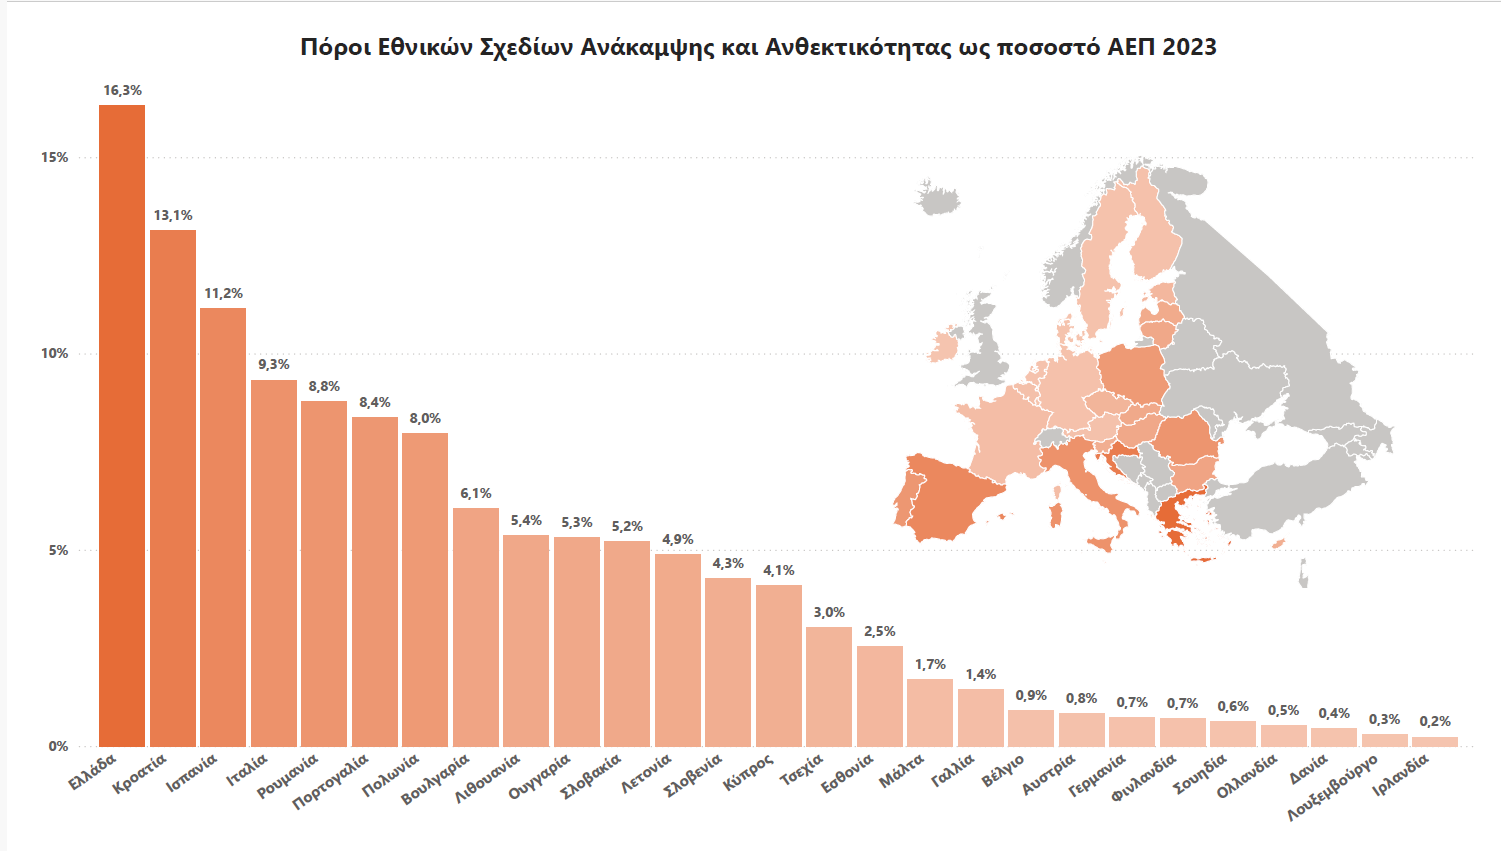 Πόροι Εθνικών Σχεδίων Ανάκαμψης και Ανθεκτικότητας ως ποσοστό ΑΕΠ 2023
16,3%
13,1%
11,2%
9,3%
8,8%
8,4%
8,0%
6,1%
5,4%
5,3%
5,2%
4,9%
4,3%
4,1%
3,0%
2,5%
1,7%
1,4%
0,9%
0,8%
0,7%
0,7%
0,6%
0,5%
0,4%
0,3%
0,2%
15%
10%
5%
0%
Ελλάδα
Κροατία
Ισπανία
Ιταλία
Ρουμανία
Πορτογαλία
Πολωνία
Βουλγαρία
Λιθουανία
Ουγγαρία
Σλοβακία
Λετονία
Σλοβενία
Κύπρος
Τσεχία
Εσθονία
Μάλτα
Γαλλία
Βέλγιο
Αυστρία
Γερμανία
Φινλανδία
Σουηδία
Ολλανδία
Δανία
Λουξεμβούργο
Ιρλανδία